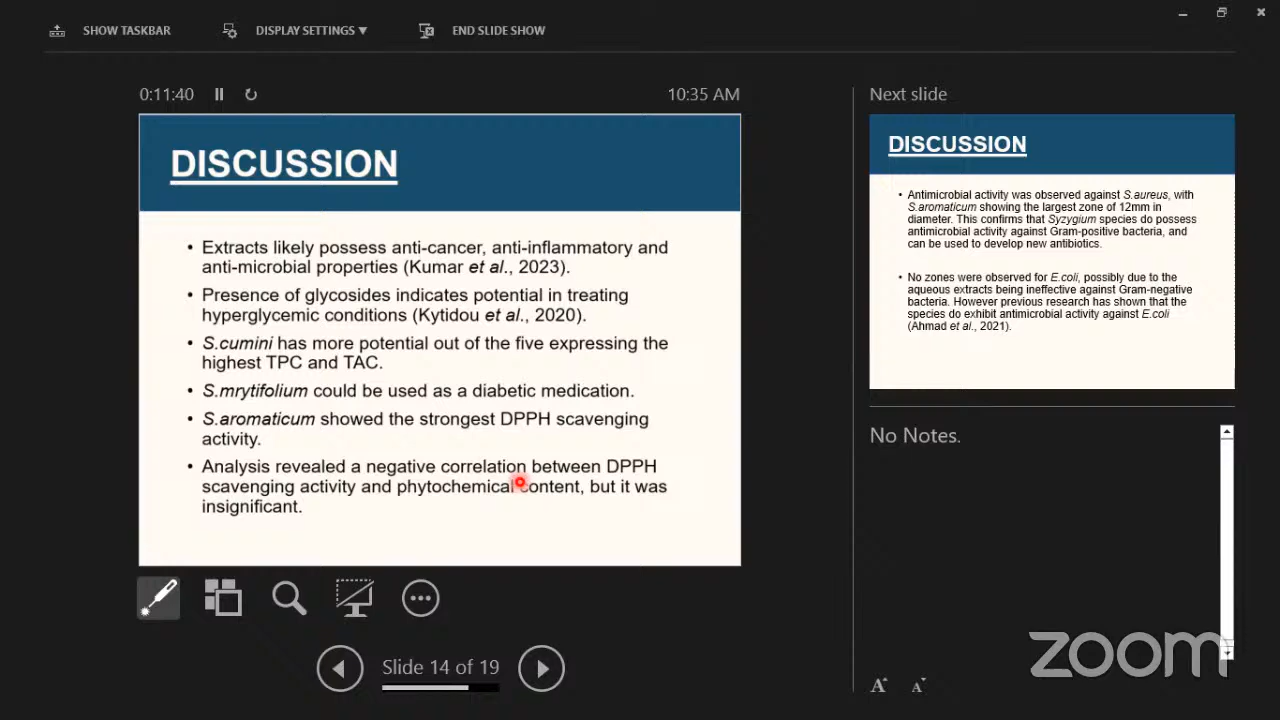 SHOW TASKBAR
DISPLAY SETTINGS ▼
END SLIDE SHOW
0:11:40
10:35 AM
DISCUSSION
• Extracts likely possess anti-cancer, anti-inflammatory and
anti-microbial properties (Kumar et al., 2023).
• Presence of glycosides indicates potential in treating
hyperglycemic conditions (Kytidou et al., 2020).
• S.cumini has more potential out of the five expressing the
highest TPC and TAC.
• S.mrytifolium could be used as a diabetic medication.
• S.aromaticum showed the strongest DPPH scavenging
activity.
• Analysis revealed a negative correlation between DPPH
scavenging activity and phytochemical content, but it was
insignificant.
Slide 14 of 19
Next slide
DISCUSSION
• Antimicrobial activity was observed against S.aureus, with
S.aromaticum showing the largest zone of 12mm in
diameter. This confirms that Syzygium species do possess
antimicrobial activity against Gram-positive bacteria, and
can be used to develop new antibiotics.
• No zones were observed for E.coli, possibly due to the
aqueous extracts being ineffective against Gram-negative
bacteria. However previous research has shown that the
species do exhibit antimicrobial activity against E.coli
(Ahmad et al., 2021).
No Notes.
zoom
A A